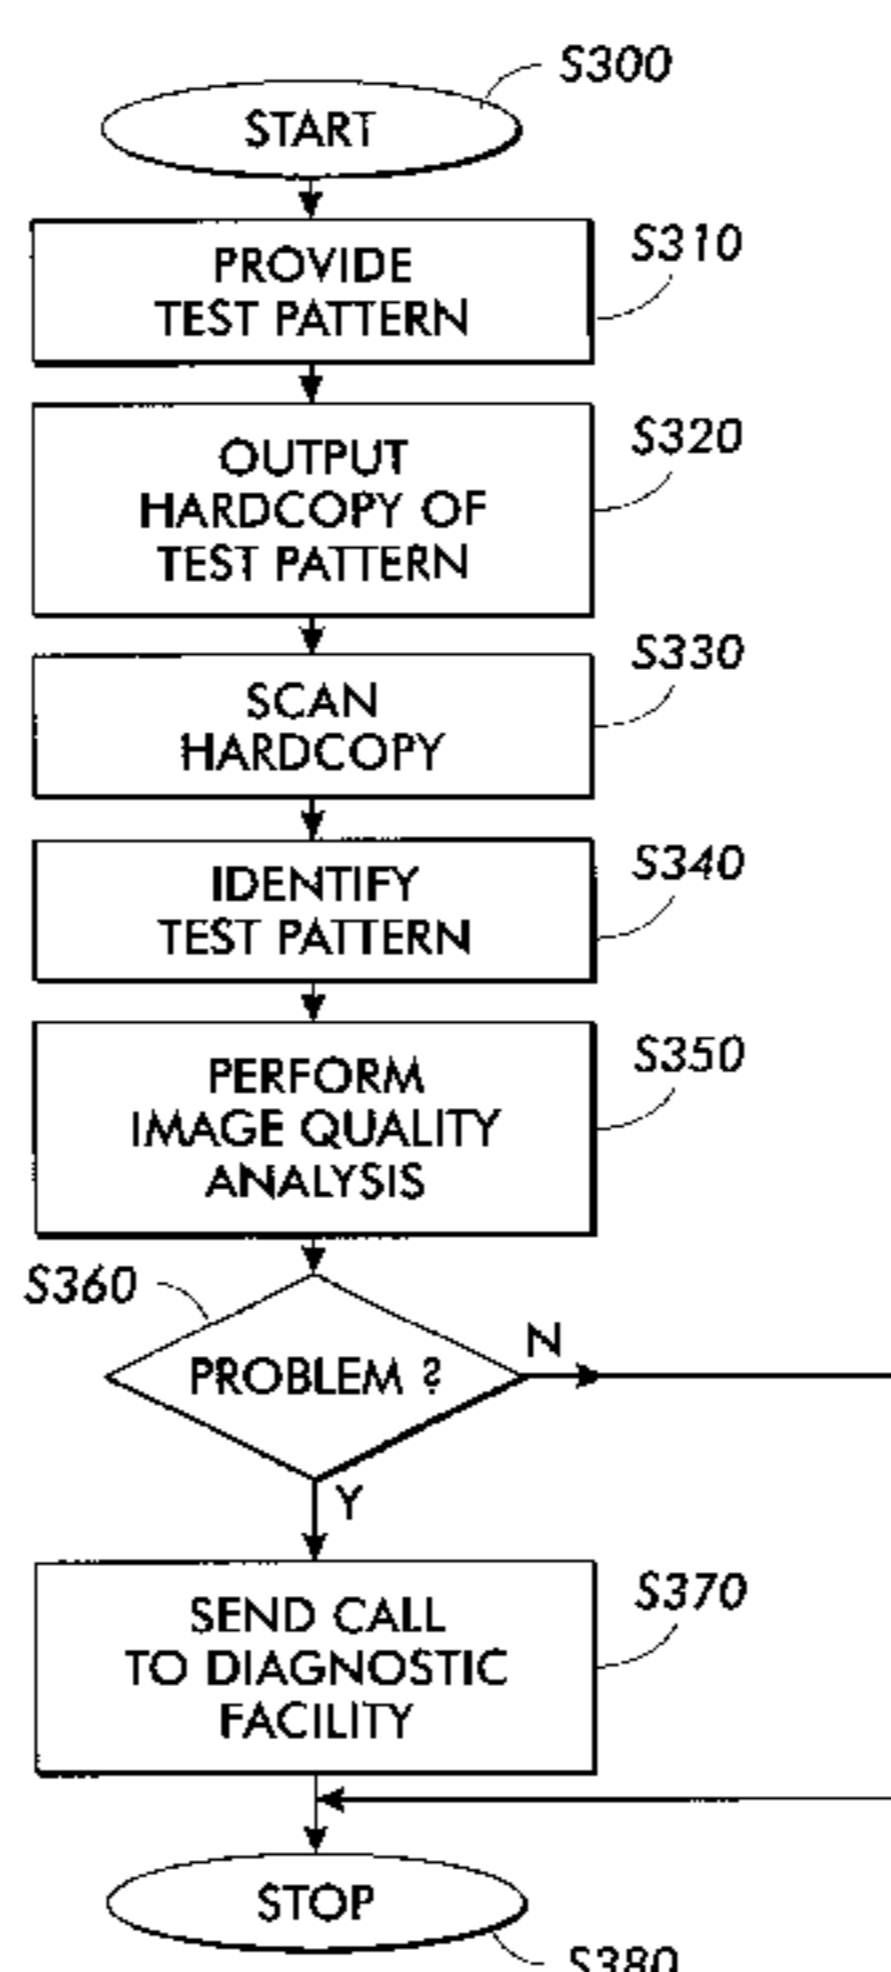 S300
START
S310
PROVIDE
TEST PATTERN
S320
OUTPUT
HARDCOPY OF
TEST PATTERN
S330
SCAN
HARDCOPY
S340
IDENTIFY
TEST PATTERN
S350
PERFORM
IMAGE QUALITY
ANALYSIS
S360
PROBLEM ?
N
Y
S370
SEND CALL
TO DIAGNOSTIC
FACILITY
STOP
S380